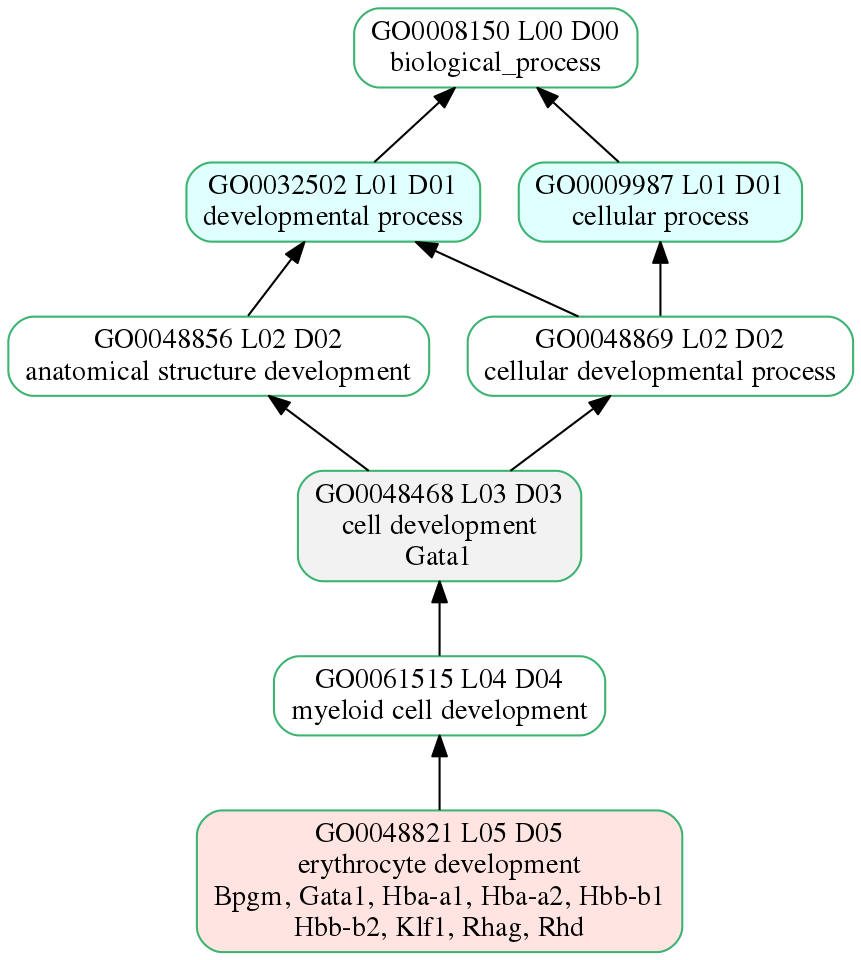 GO0008150 L00 D00
biological_process
GO0032502 L01 D01
developmental process
GO0009987 L01 D01
cellular process
GO0048856 L02 D02
anatomical structure development
GO0048869 L02 D02
cellular developmental process
GO0048468 L03 D03
cell development
Gata1
GO0061515 L04 D04
myeloid cell development
GO0048821 L05 D05
erythrocyte development
Bpgm, Gata1, Hba-a1, Hba-a2, Hbb-b1
Hbb-b2, Klf1, Rhag, Rhd